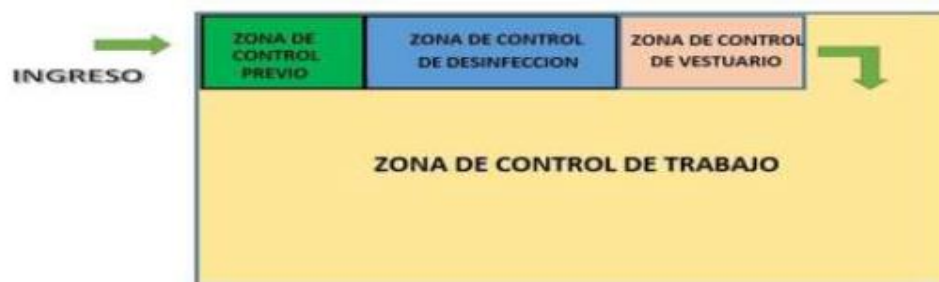 INGRESO
ZONA DE
CONTROL
PREVIO
ZONA DE CONTROL
DE DESINFECCION
ZONA DE CONTROL
DE VESTUARIO
ZONA DE CONTROL DE TRABAJO